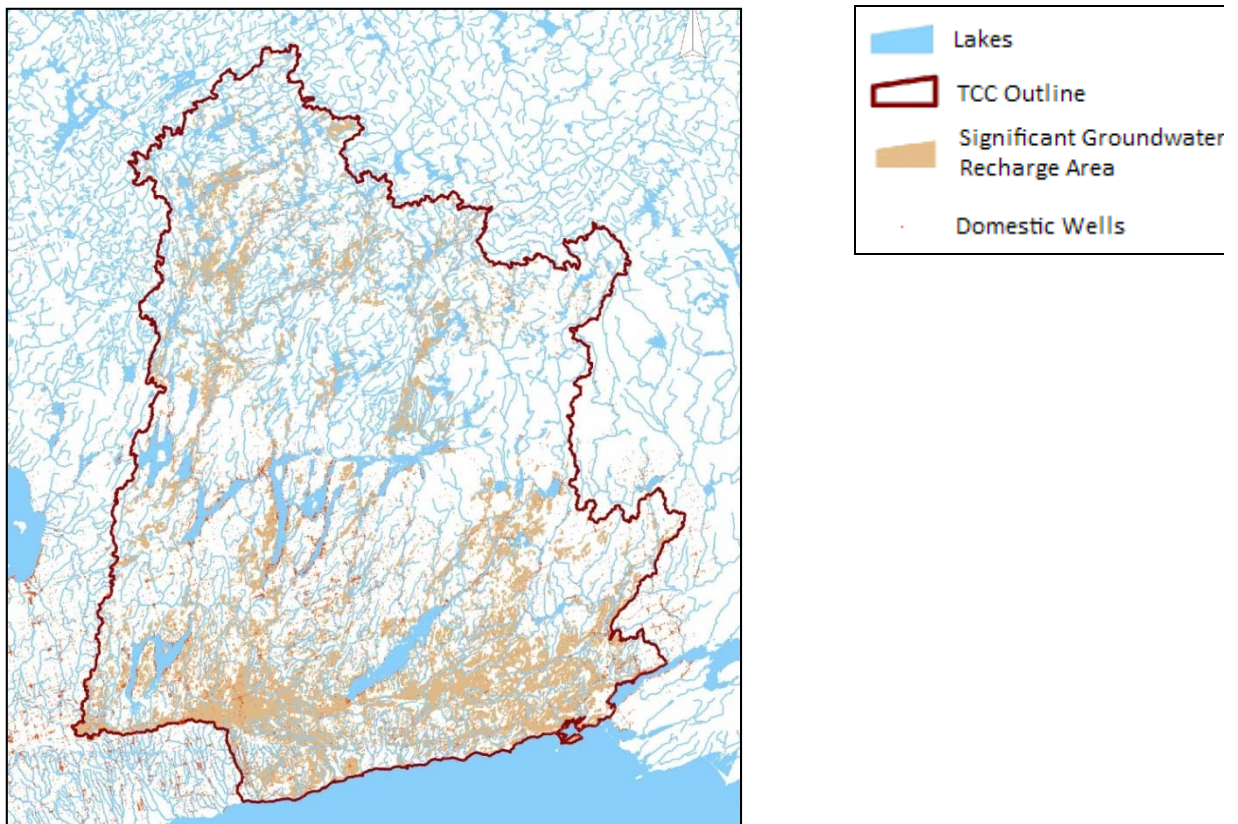 Lakes
TCC Outline
Significant Groundwater
Recharge Area
Domestic Wells